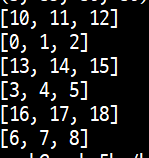 [10, 11, 12]
[0, 1, 2]
[13, 14, 15]
[3, 4, 5]
[16, 17, 18]
[6, 7, 8]